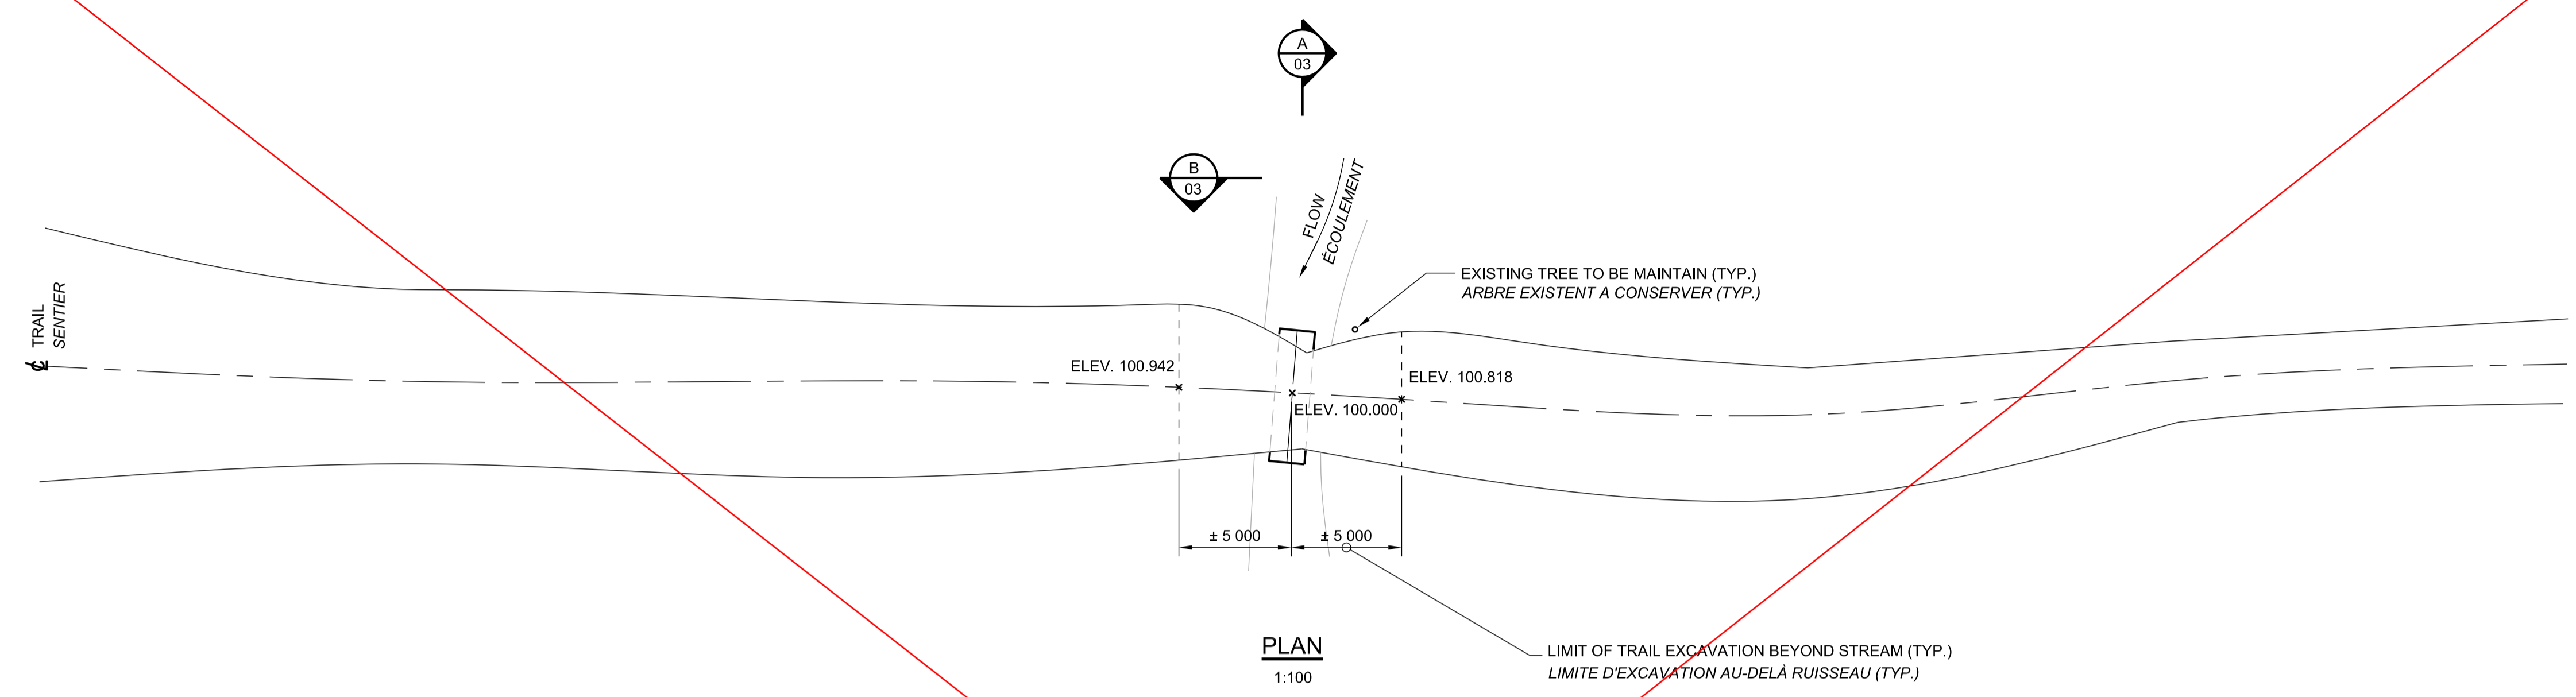 A
03
B
03
FLOW
ÉCOULEMENT
EXISTING TREE TO BE MAINTAIN (TYP.)
ARBRE EXISTENT A CONSERVER (TYP.)
℄ TRAIL
SENTIER
ELEV. 100.942
ELEV. 100.818
ELEV. 100.000
± 5 000
± 5 000
PLAN
1:100
LIMIT OF TRAIL EXCAVATION BEYOND STREAM (TYP.)
LIMITE D'EXCAVATION AU-DELÀ RUISSEAU (TYP.)